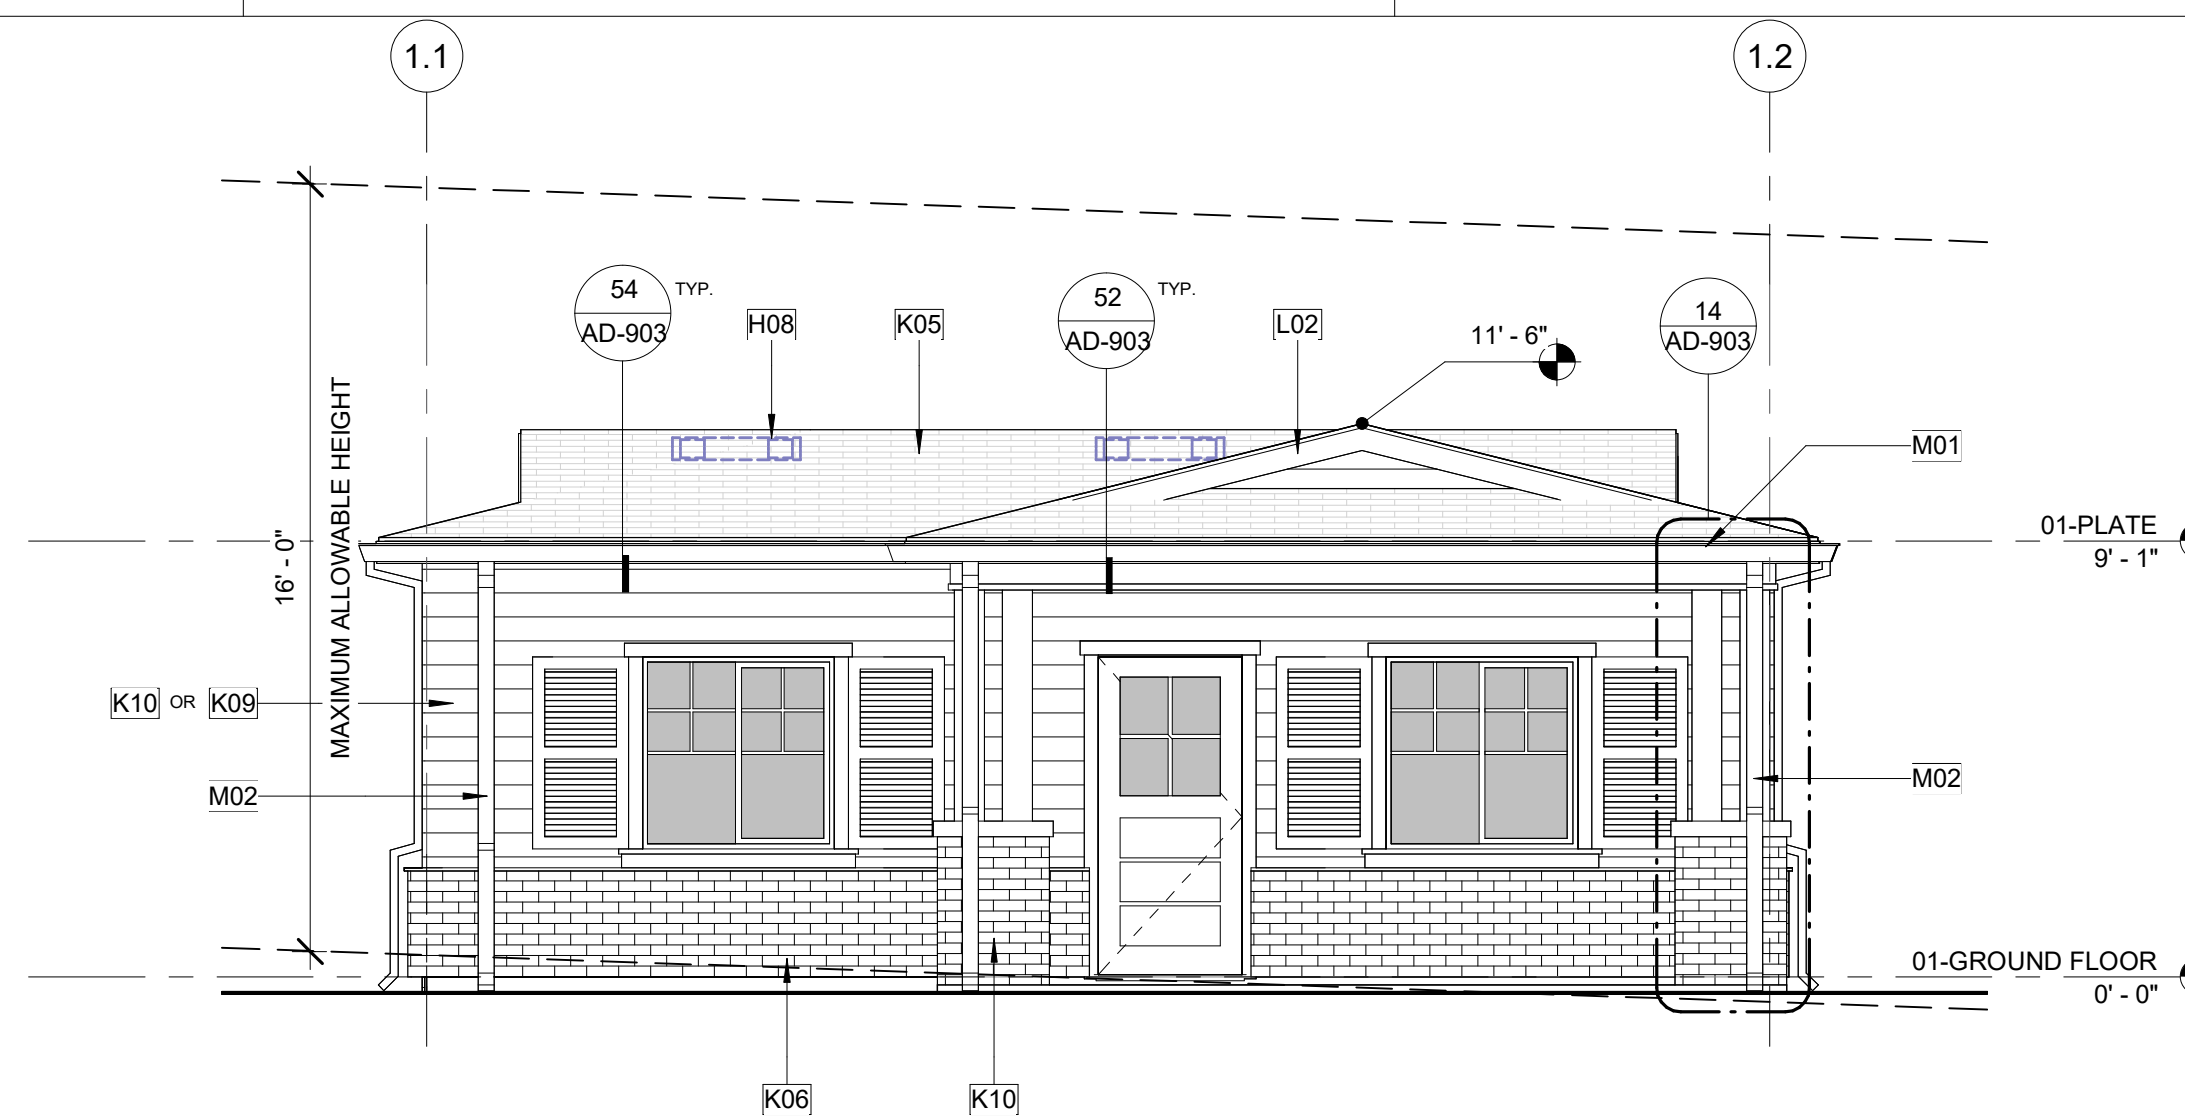 1.1
1.2
54
AD-903
TYP.
H08
K05
52
AD-903
TYP.
L02
11' - 6"
14
AD-903
M01
16' - 0"
MAXIMUM ALLOWABLE HEIGHT
01-PLATE
9' - 1"
K10 OR K09
M02
M02
01-GROUND FLOOR
0' - 0"
K06
K10